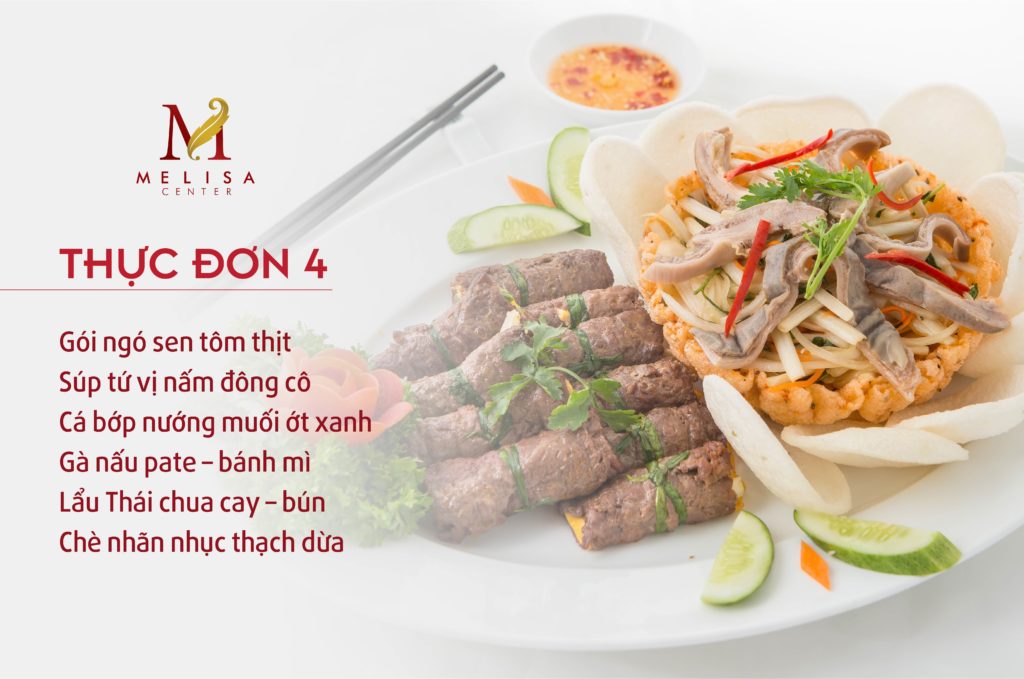 M
MELISA
CENTER
THỰC ĐƠN 4
Gói ngó sen tôm thịt
Súp tứ vị nấm đông cô
Cá bớp nướng muối ớt xanh
Gà nấu pate – bánh mì
Lẩu Thái chua cay – bún
Chè nhãn nhục thạch dừa